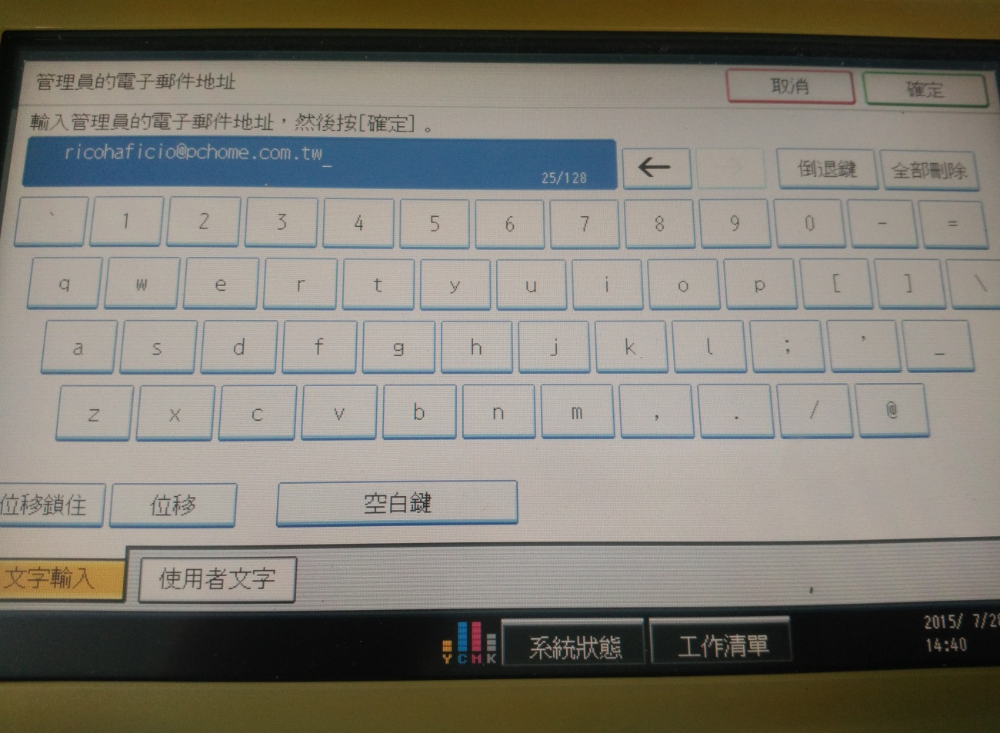 管理員的電子郵件地址
取消
確定
輸入管理員的電子郵件地址，然後按[確定]。
ricohaficio@pchome.com.tw_
25/128
←
倒退鍵
全部刪除
` 1 2 3 4 5 6 7 8 9 0 - =
q w e r t y u i o p [ ] \
a s d f g h j k l ; ' _
z x c v b n m , . / @
位移鎖住
位移
空白鍵
文字輸入
使用者文字
Y C M K
系統狀態
工作清單
2015/ 7/2
14:40